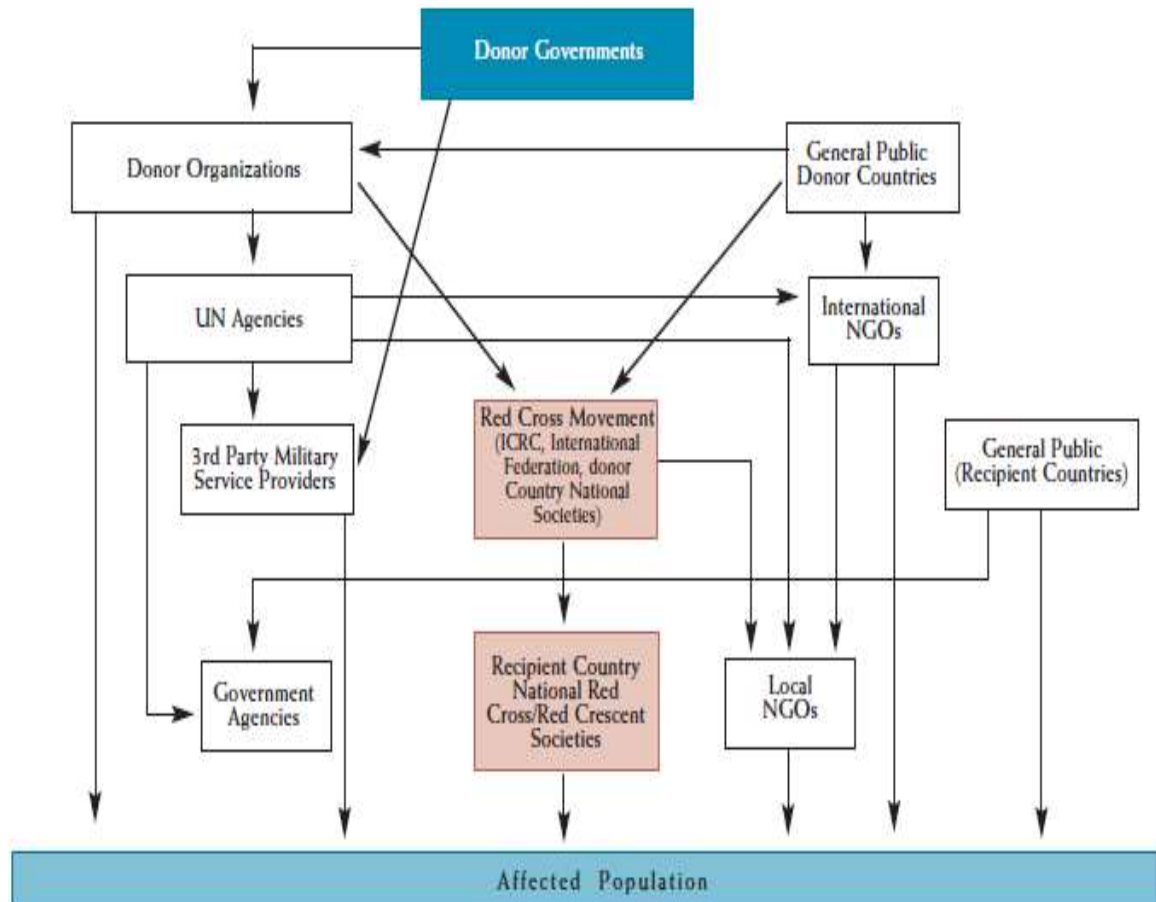 Donor Governments
Donor Organizations
General Public
Donor Countries
UN Agencies
International
NGOs
3rd Party Military
Service Providers
Red Cross Movement
(ICRC, International
Federation, donor
Country National
Societies)
General Public
(Recipient Countries)
Government
Agencies
Recipient Country
National Red
Cross/Red Crescent
Societies
Local
NGOs
Affected Population